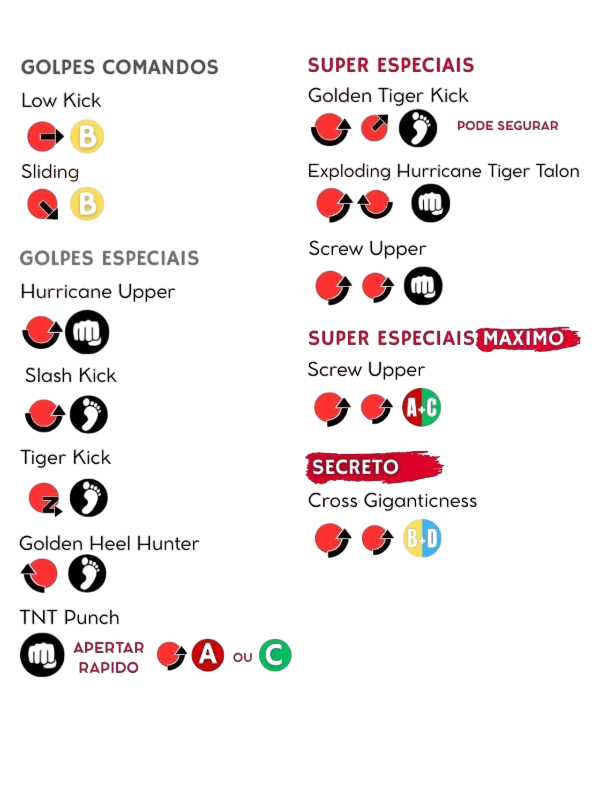 GOLPES COMANDOS
Low Kick
B
Sliding
B
GOLPES ESPECIAIS
Hurricane Upper
Slash Kick
Tiger Kick
Z
Golden Heel Hunter
TNT Punch
APERTAR
RAPIDO
A OU C
SUPER ESPECIAIS
Golden Tiger Kick
PODE SEGURAR
Exploding Hurricane Tiger Talon
Screw Upper
SUPER ESPECIAIS MAXIMO
Screw Upper
A+C
SECRETO
Cross Giganticness
B+D